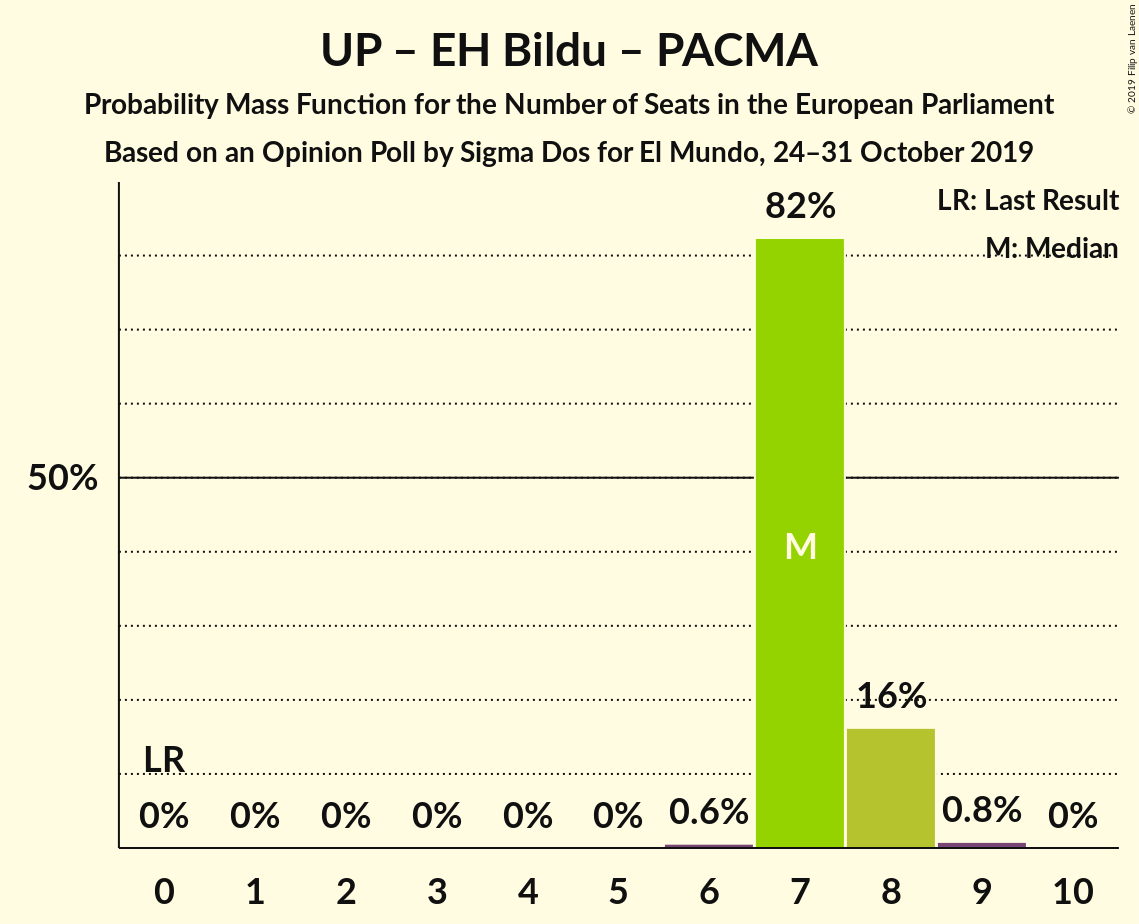 UP – EH Bildu – PACMA
Probability Mass Function for the Number of Seats in the European Parliament
Based on an Opinion Poll by Sigma Dos for El Mundo, 24–31 October 2019
© 2019 Filip van Laenen
LR: Last Result
M: Median
82%
50%
M
16%
LR
0% 0% 0% 0% 0% 0% 0.6% 0.8% 0%
0 1 2 3 4 5 6 7 8 9 10